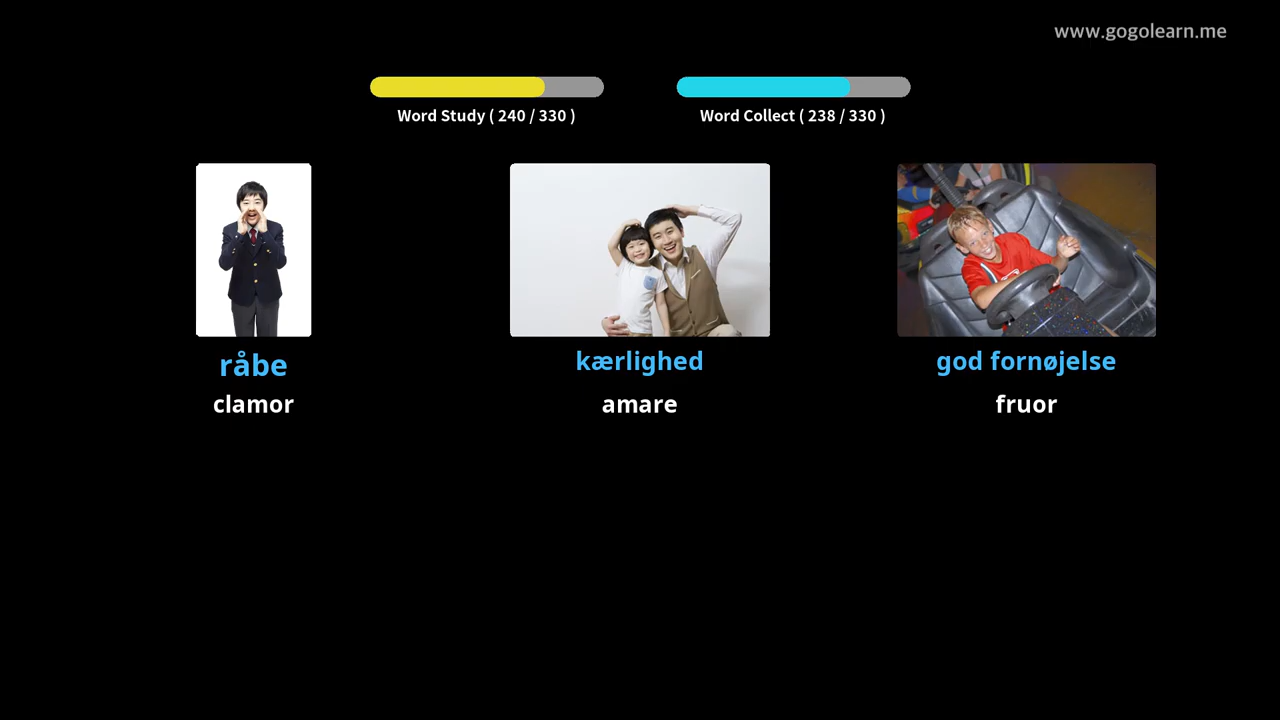 www.gogolearn.me
Word Study ( 240 / 330 )
Word Collect ( 238 / 330 )
råbe
clamor
kærlighed
amare
god fornøjelse
fruor